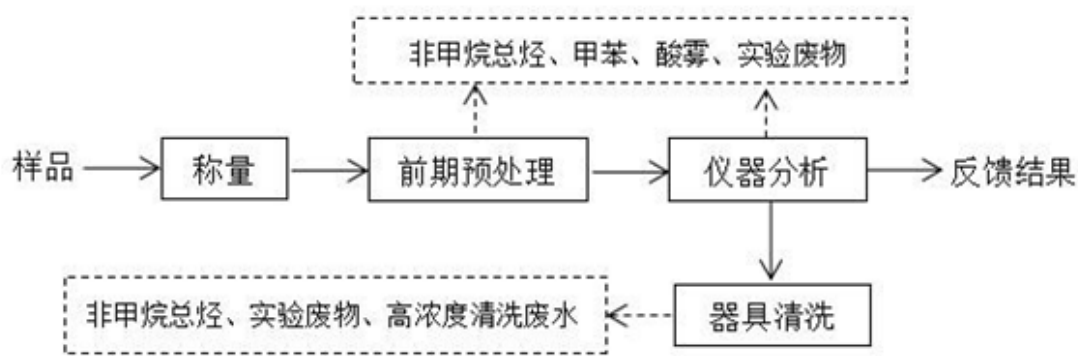 非甲烷总烃、甲苯、酸雾、实验废物
样品
称量
前期预处理
仪器分析
反馈结果
非甲烷总烃、实验废物、高浓度清洗废水
器具清洗